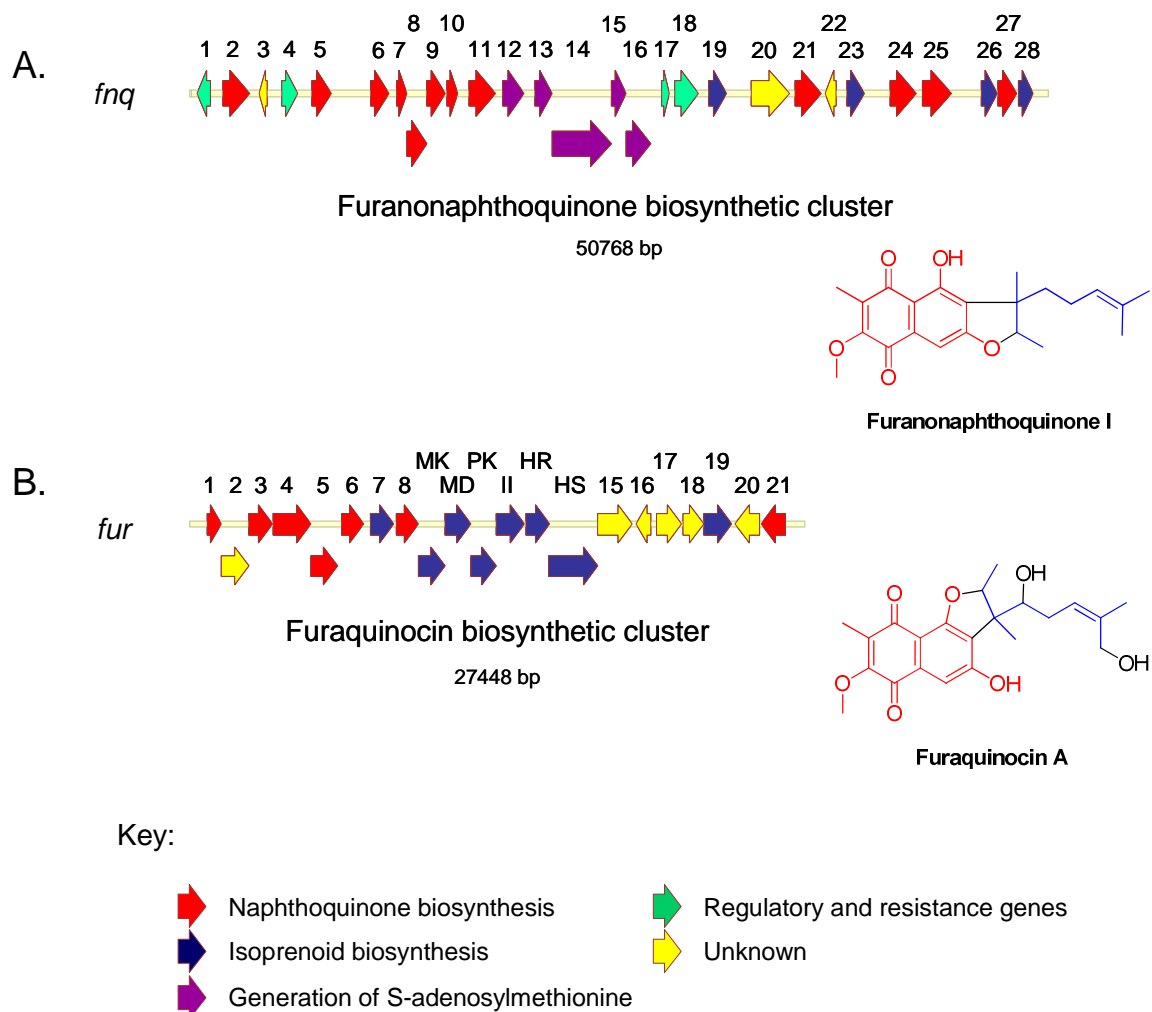 A.
fnq
8 10 15 18 22 27
1 2 3 4 5 6 7 9 11 12 13 14 16 17 19 20 21 23 24 25 26 28
Furanonaphthoquinone biosynthetic cluster
50768 bp
O OH
O O
O
Furanonaphthoquinone I
B.
fur
MK PK HR 17 19
1 2 3 4 5 6 7 8 MD II HS 15 16 18 20 21
Furaquinocin biosynthetic cluster
27448 bp
O O OH
OH
O OH
O
Furaquinocin A
Key:
Naphthoquinone biosynthesis
Isoprenoid biosynthesis
Generation of S-adenosylmethionine
Regulatory and resistance genes
Unknown